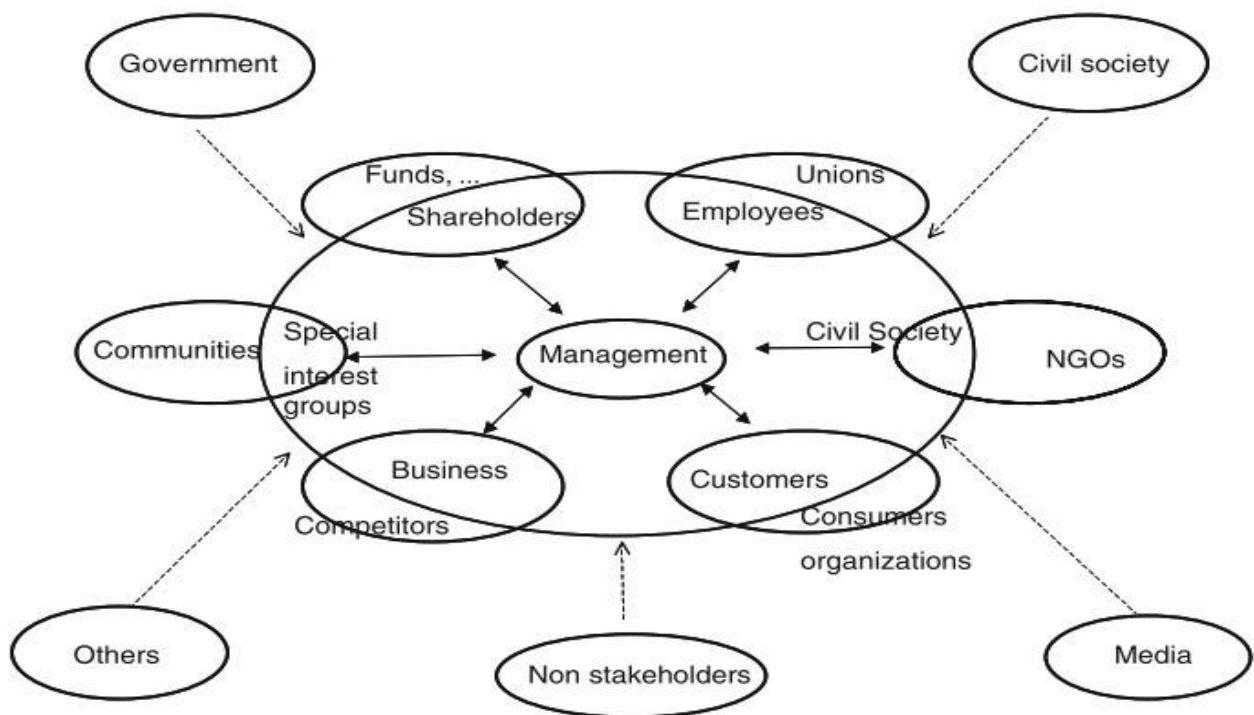 Government
Civil society
Funds, ...
Shareholders
Unions
Employees
Communities
Special
interest
groups
Management
Civil Society
NGOs
Business
Competitors
Customers
Consumers
organizations
Others
Non stakeholders
Media